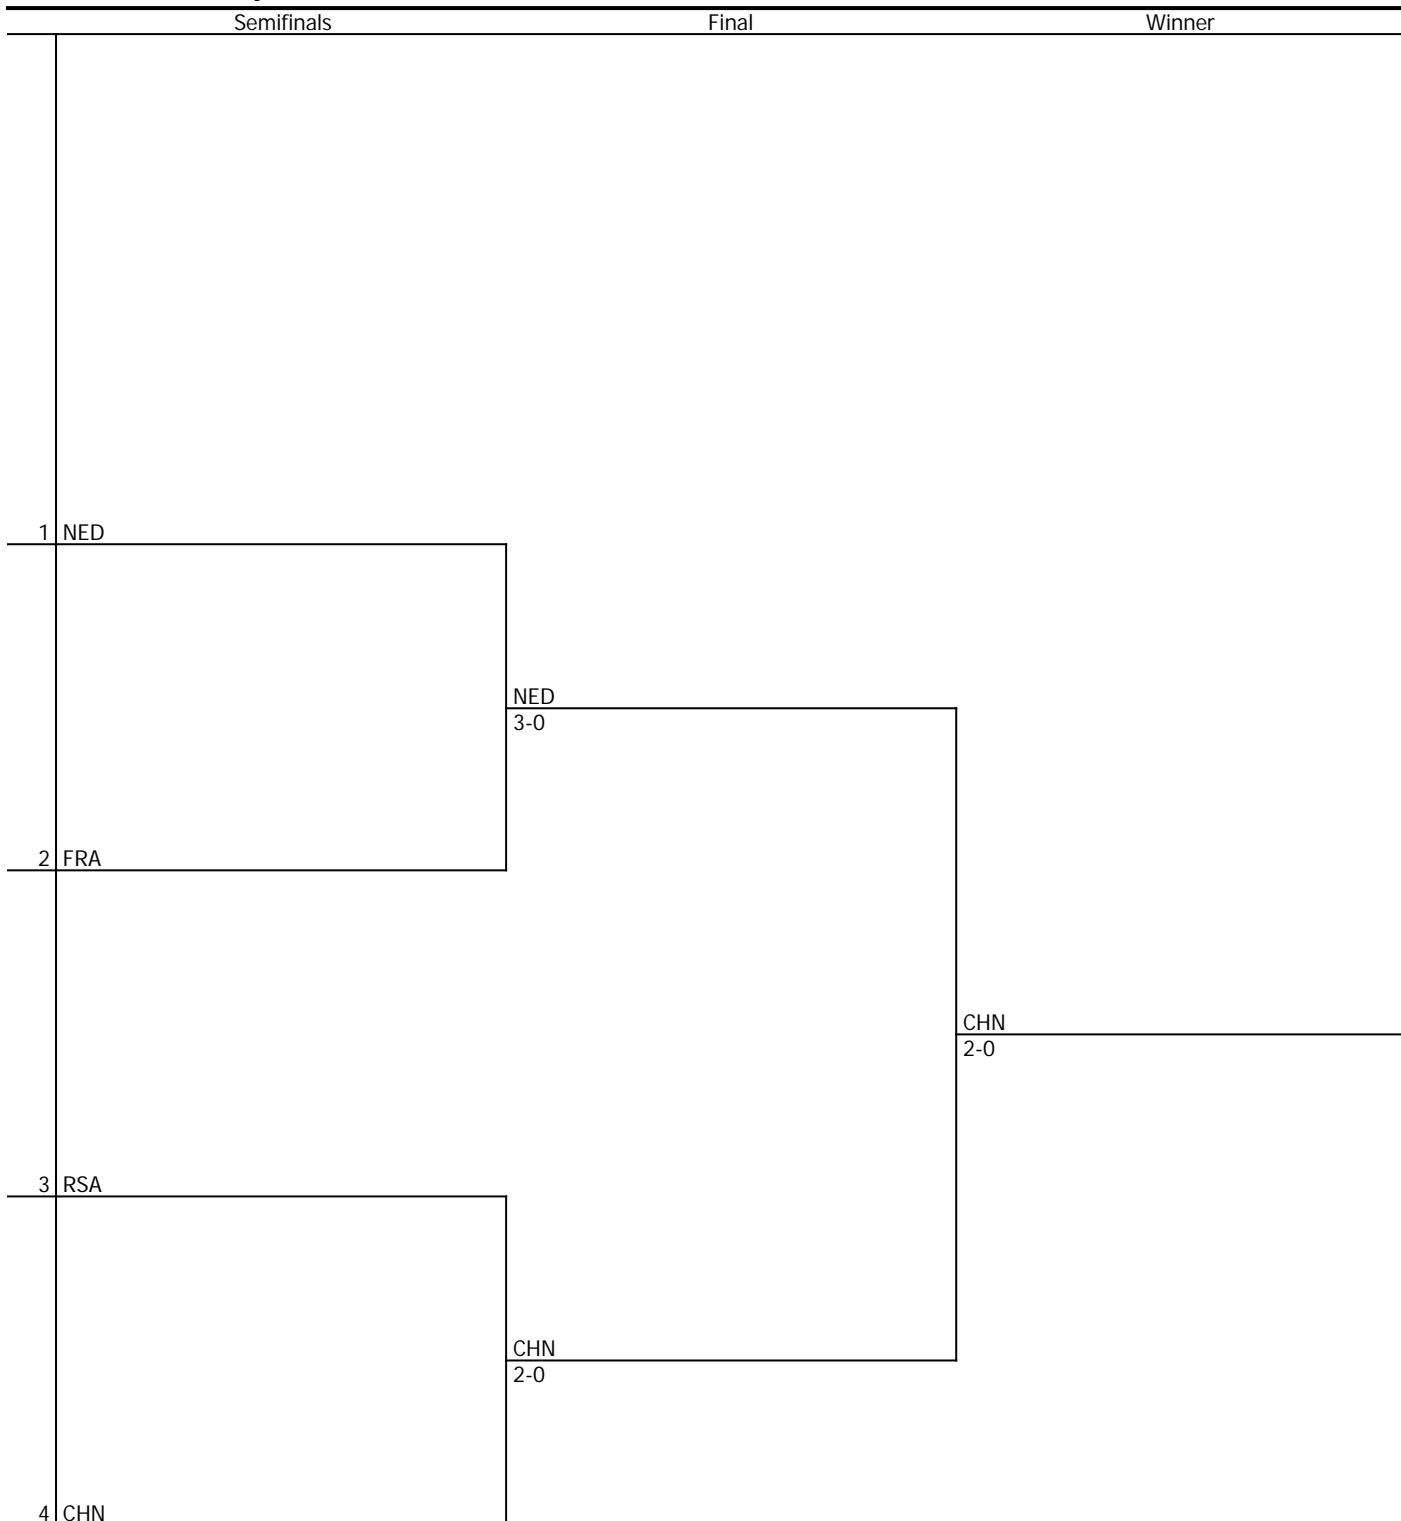 Semifinals Final Winner
1 NED
NED
3-0
2 FRA
CHN
2-0
3 RSA
CHN
2-0
4 CHN